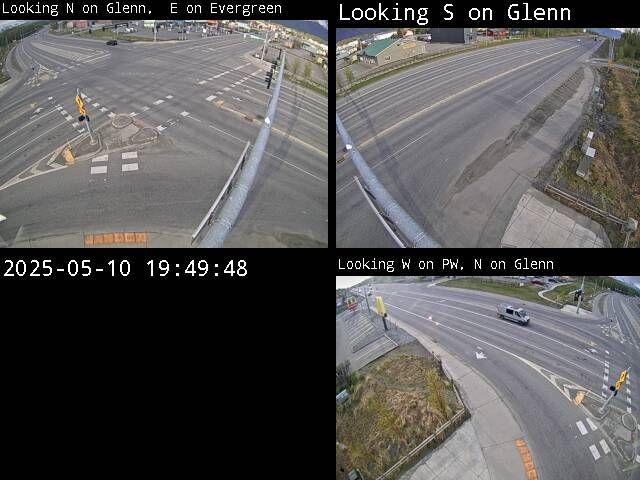 Looking N on Glenn,  E on Evergreen
Looking S on Glenn
2025-05-10 19:49:48
Looking W on PW, N on Glenn